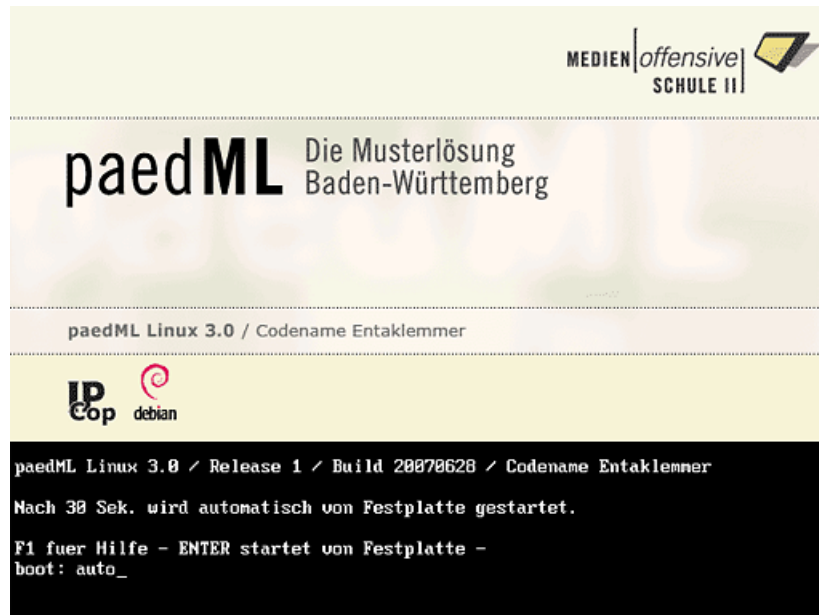 MEDIEN offensive
SCHULE II
paedML Die Musterlösung
Baden-Württemberg
paedML Linux 3.0 / Codename Entaklemmer
IP
Cop debian
paedML Linux 3.0 / Release 1 / Build 20070628 / Codename Entaklemmer
Nach 30 Sek. wird automatisch von Festplatte gestartet.
F1 fuer Hilfe - ENTER startet von Festplatte -
boot: auto_